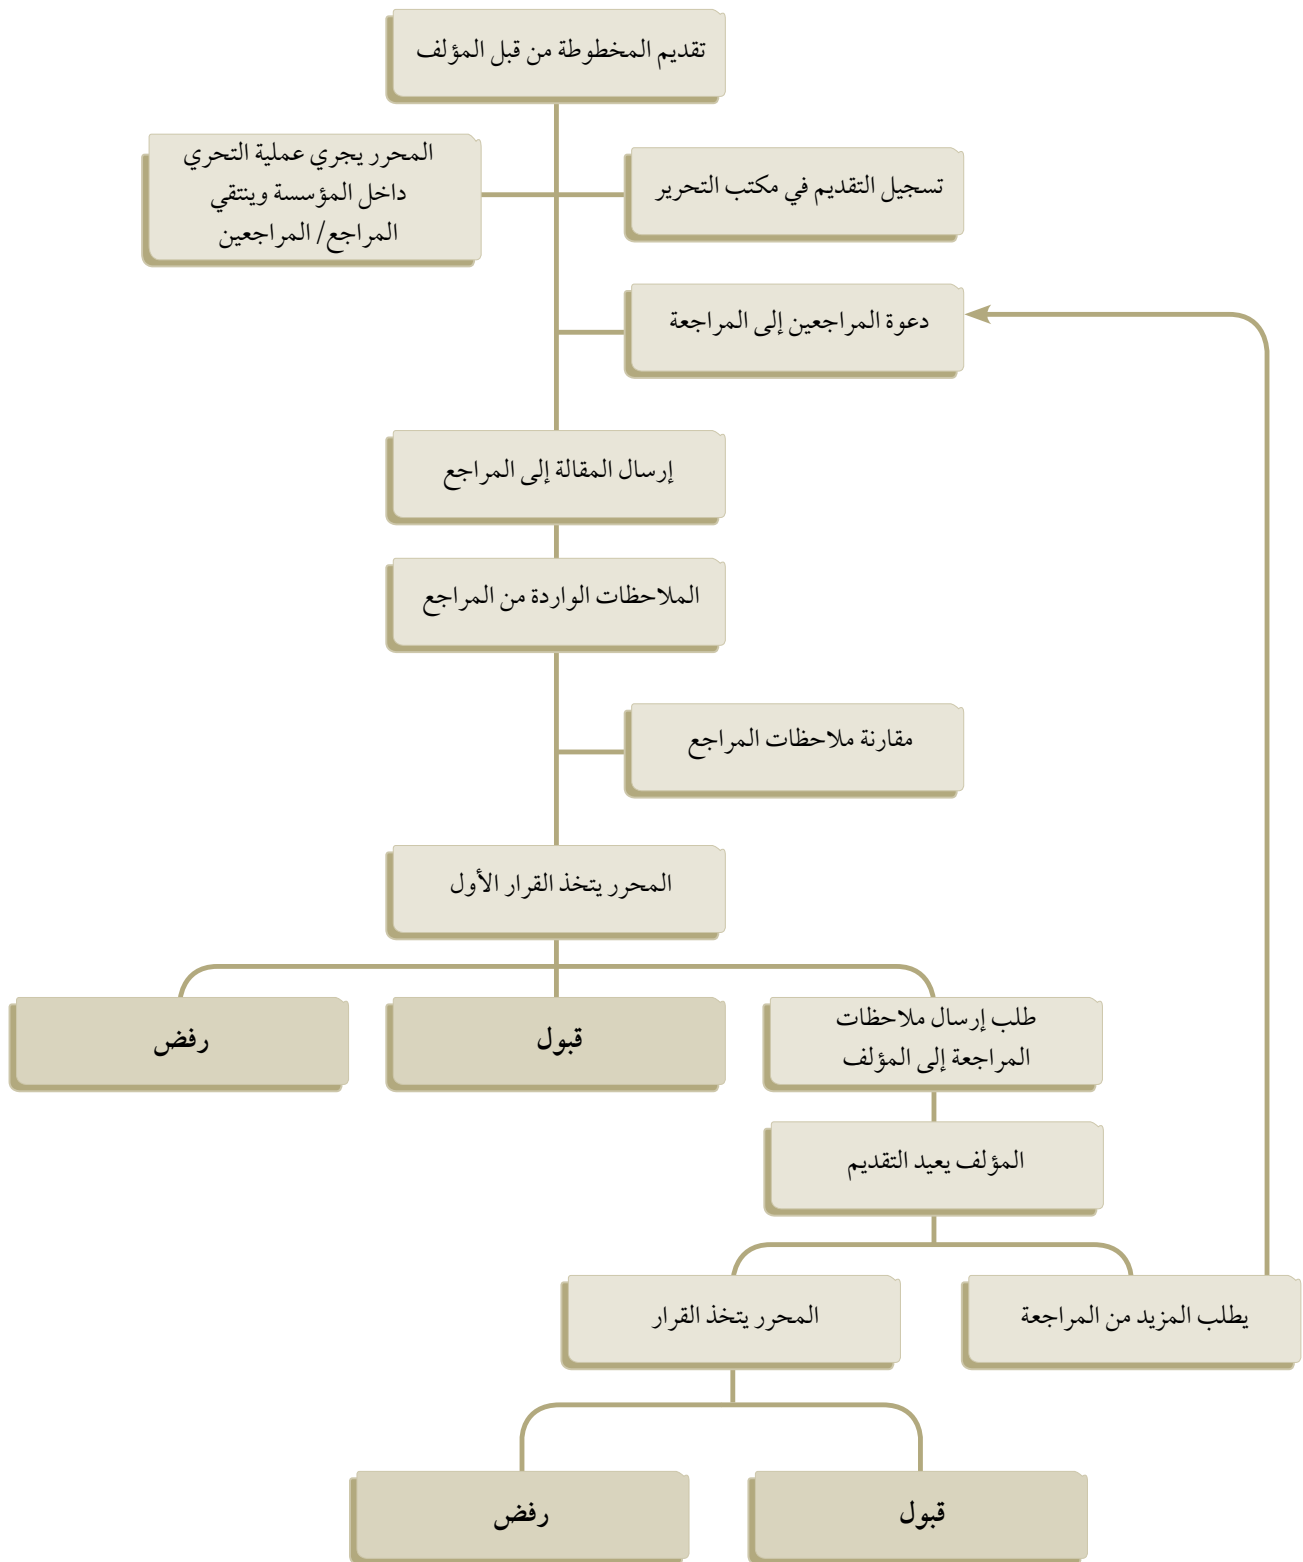 تقديم المخطوطة من قبل المؤلف
تسجيل التقديم في مكتب التحرير
المحرر يجري عملية التحري
داخل المؤسسة وينتقي
المراجع/ المراجعين
دعوة المراجعين إلى المراجعة
إرسال المقالة إلى المراجع
الملاحظات الواردة من المراجع
مقارنة ملاحظات المراجع
المحرر يتخذ القرار الأول
طلب إرسال ملاحظات
المراجعة إلى المؤلف
قبول
رفض
المؤلف يعيد التقديم
يطلب المزيد من المراجعة
المحرر يتخذ القرار
قبول
رفض